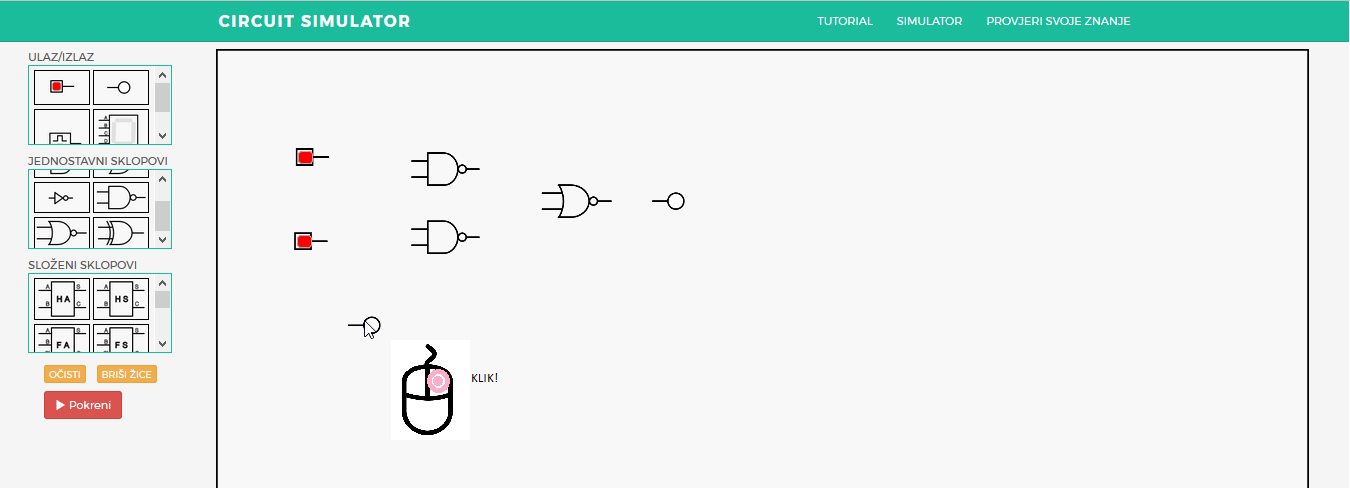 CIRCUIT SIMULATOR
TUTORIAL SIMULATOR PROVJERI SVOJE ZNANJE
ULAZ/IZLAZ
A
B
C
D
JEDNOSTAVNI SKLOPOVI
SLOŽENI SKLOPOVI
A HA S
B C
A HS S
B C
A FA S
B
A FS S
B
OČISTI BRIŠI ŽICE
Pokreni
KLIK!